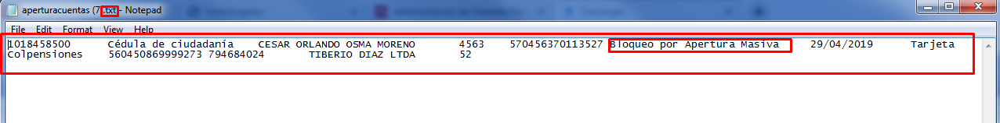 aperturacuentas (7).txt - Notepad
File Edit Format View Help
1018458500 Cédula de ciudadanía CESAR ORLANDO OSMA MORENO 4563 570456370113527 Bloqueo por Apertura Masiva 29/04/2019 Tarjeta
Colpensiones 560450869999273 794684024 TIBERIO DIAZ LTDA 52